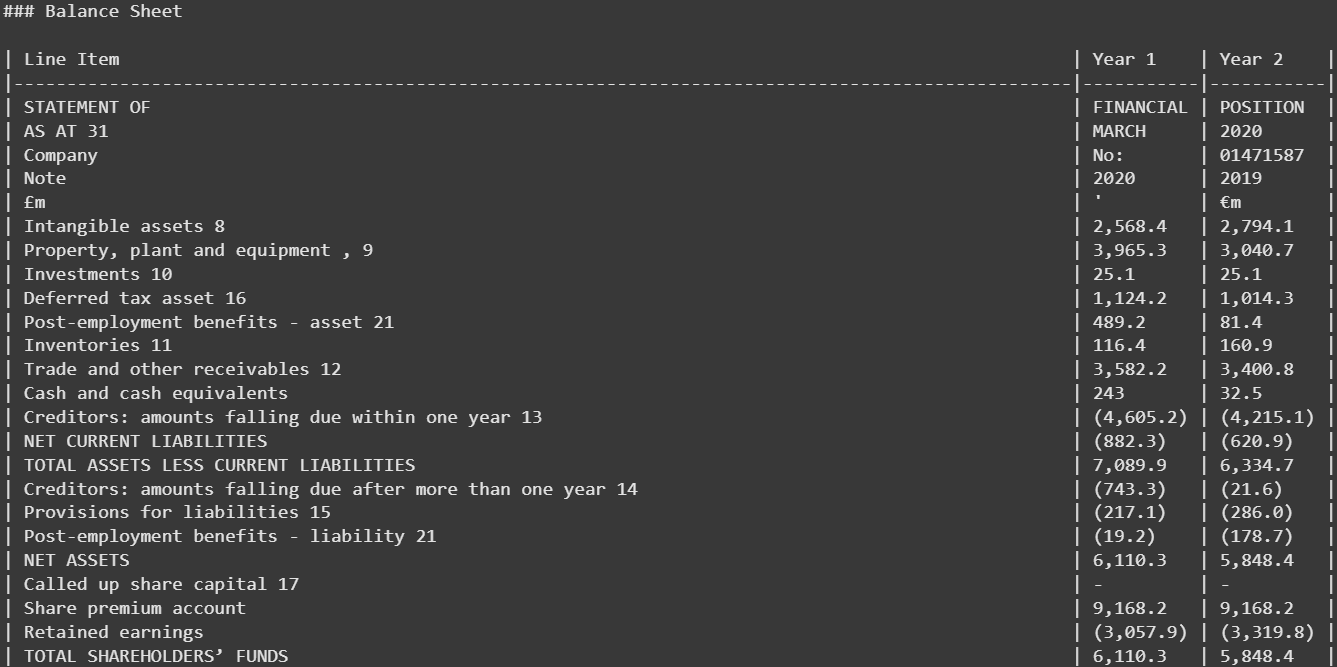 ### Balance Sheet
| Line Item | Year 1 | Year 2 |
|----------------------------------------------------------------------------------------------------|-----------|-----------|
| STATEMENT OF | FINANCIAL | POSITION |
| AS AT 31 | MARCH | 2020 |
| Company | No: | 01471587 |
| Note | 2020 | 2019 |
| £m | ' | €m |
| Intangible assets 8 | 2,568.4 | 2,794.1 |
| Property, plant and equipment , 9 | 3,965.3 | 3,040.7 |
| Investments 10 | 25.1 | 25.1 |
| Deferred tax asset 16 | 1,124.2 | 1,014.3 |
| Post-employment benefits - asset 21 | 489.2 | 81.4 |
| Inventories 11 | 116.4 | 160.9 |
| Trade and other receivables 12 | 3,582.2 | 3,400.8 |
| Cash and cash equivalents | 243 | 32.5 |
| Creditors: amounts falling due within one year 13 | (4,605.2) | (4,215.1) |
| NET CURRENT LIABILITIES | (882.3) | (620.9) |
| TOTAL ASSETS LESS CURRENT LIABILITIES | 7,089.9 | 6,334.7 |
| Creditors: amounts falling due after more than one year 14 | (743.3) | (21.6) |
| Provisions for liabilities 15 | (217.1) | (286.0) |
| Post-employment benefits - liability 21 | (19.2) | (178.7) |
| NET ASSETS | 6,110.3 | 5,848.4 |
| Called up share capital 17 | - | - |
| Share premium account | 9,168.2 | 9,168.2 |
| Retained earnings | (3,057.9) | (3,319.8) |
| TOTAL SHAREHOLDERS’ FUNDS | 6,110.3 | 5,848.4 |